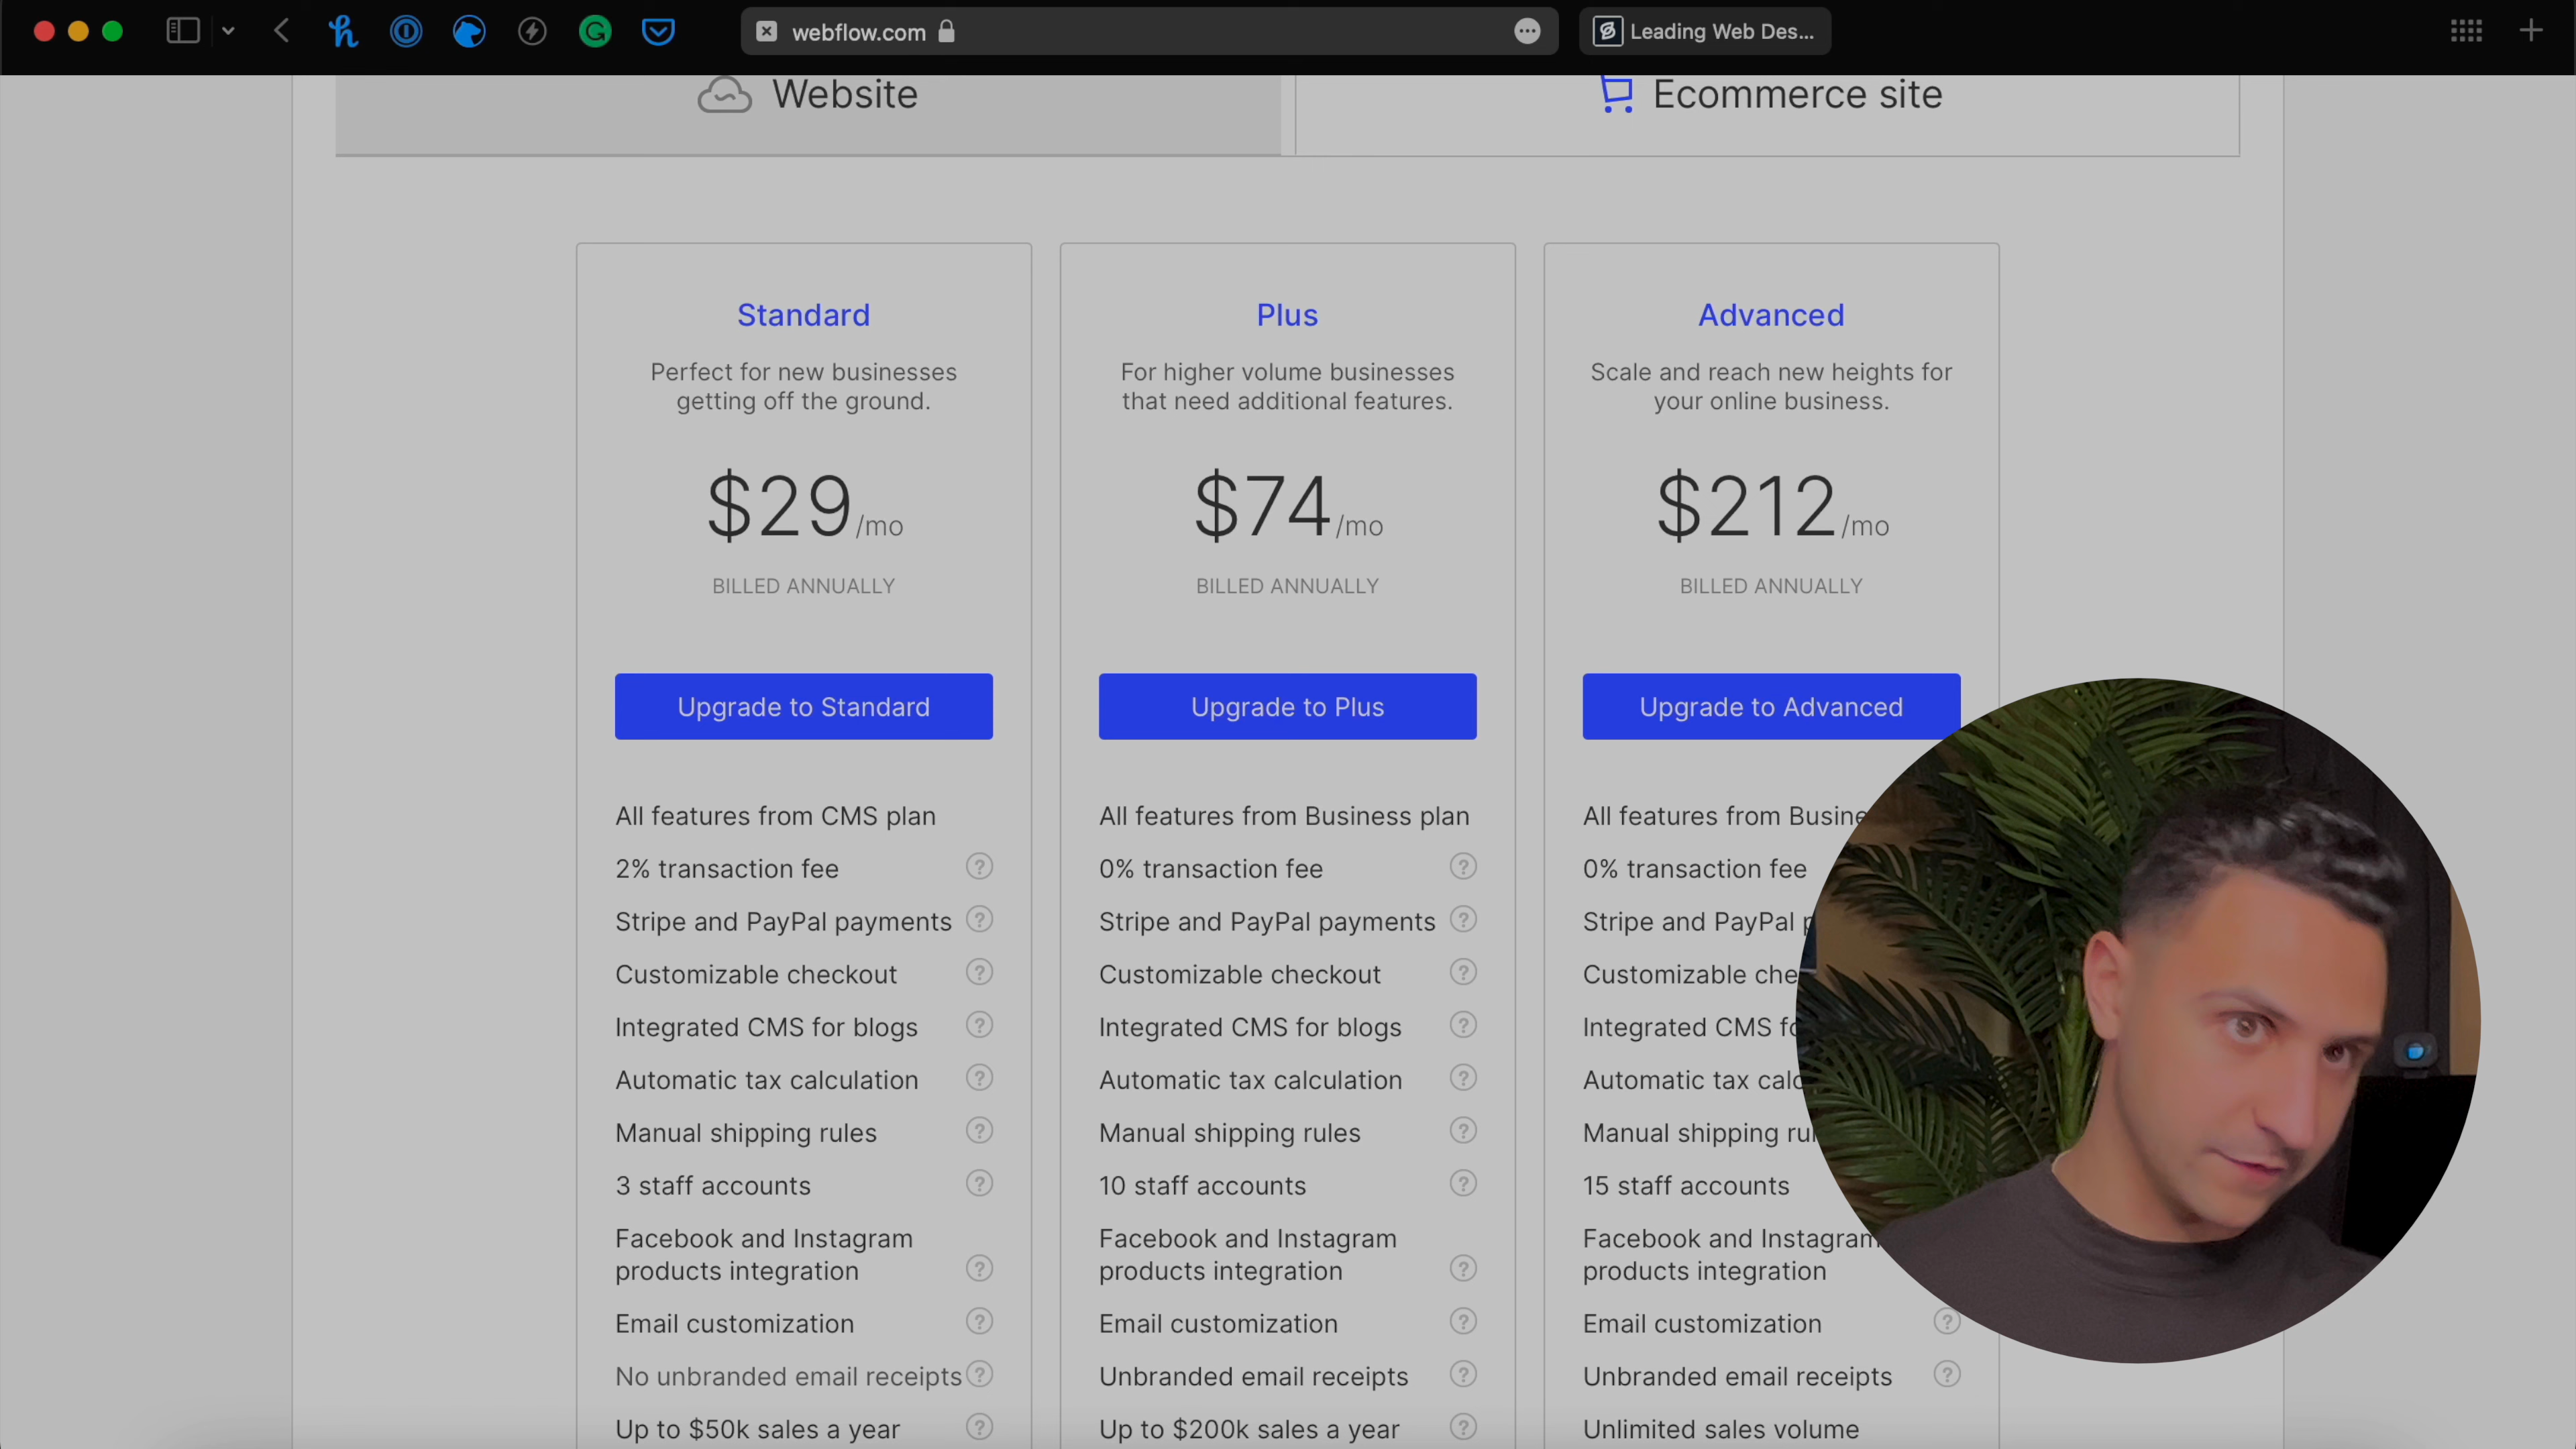 webflow.com
Leading Web Des...
Website
Ecommerce site
Standard
Perfect for new businesses
getting off the ground.
$29/mo
BILLED ANNUALLY
Upgrade to Standard
All features from CMS plan
2% transaction fee
Stripe and PayPal payments
Customizable checkout
Integrated CMS for blogs
Automatic tax calculation
Manual shipping rules
3 staff accounts
Facebook and Instagram
products integration
Email customization
No unbranded email receipts
Up to $50k sales a year
Plus
For higher volume businesses
that need additional features.
$74/mo
BILLED ANNUALLY
Upgrade to Plus
All features from Business plan
0% transaction fee
Stripe and PayPal payments
Customizable checkout
Integrated CMS for blogs
Automatic tax calculation
Manual shipping rules
10 staff accounts
Facebook and Instagram
products integration
Email customization
Unbranded email receipts
Up to $200k sales a year
Advanced
Scale and reach new heights for
your online business.
$212/mo
BILLED ANNUALLY
Upgrade to Advanced
All features from Busine
0% transaction fee
Stripe and PayPal p
Customizable che
Integrated CMS fo
Automatic tax calc
Manual shipping rul
15 staff accounts
Facebook and Instagram
products integration
Email customization
Unbranded email receipts
Unlimited sales volume